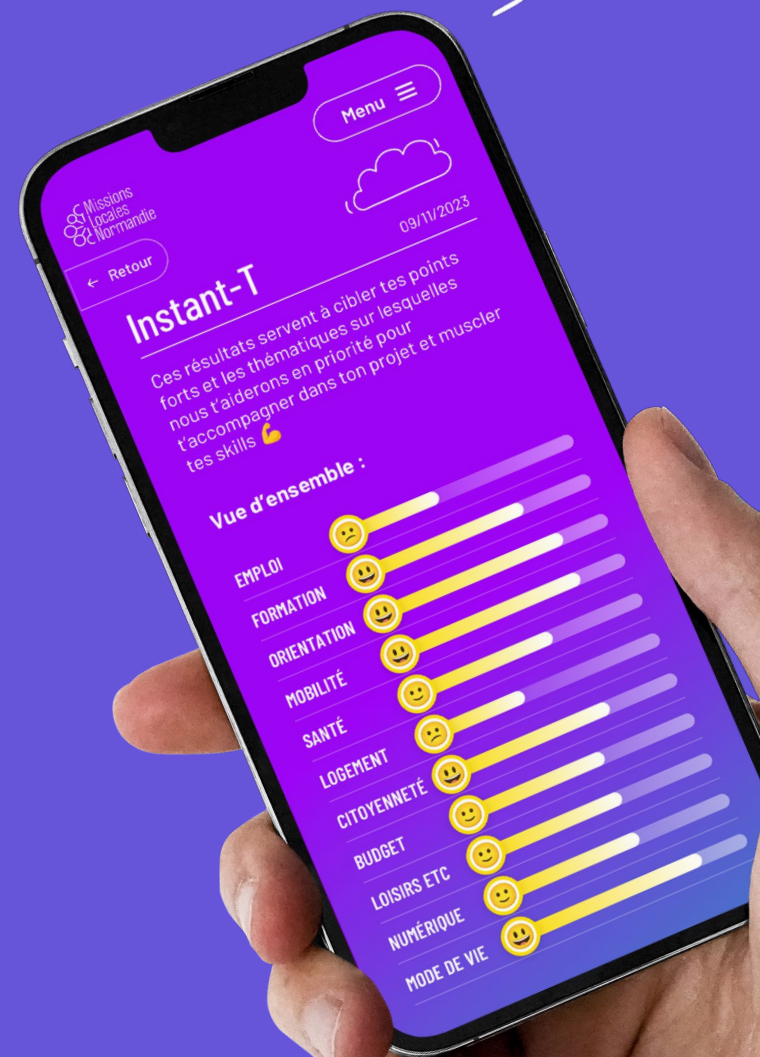 Menu
Missions
Locales
Normandie
← Retour
09/11/2023
Instant-T
Ces résultats servent à cibler tes points
forts et les thématiques sur lesquelles
nous t'aiderons en priorité pour
t'accompagner dans ton projet et muscler
tes skills 💪
Vue d'ensemble :
EMPLOI
FORMATION
ORIENTATION
MOBILITÉ
SANTÉ
LOGEMENT
CITOYENNETÉ
BUDGET
LOISIRS ETC
NUMÉRIQUE
MODE DE VIE